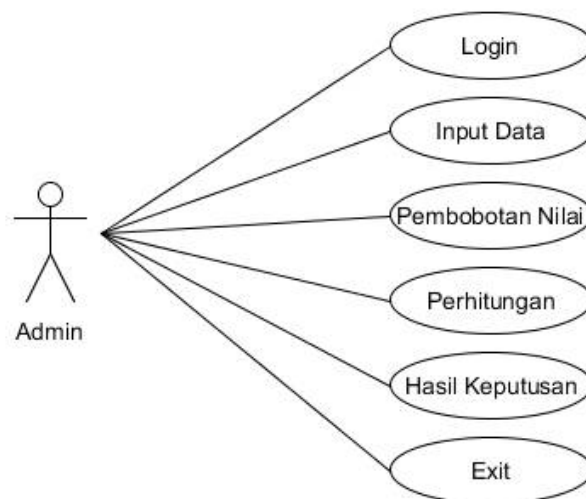 Login
Input Data
Pembobotan Nilai
Perhitungan
Admin
Hasil Keputusan
Exit